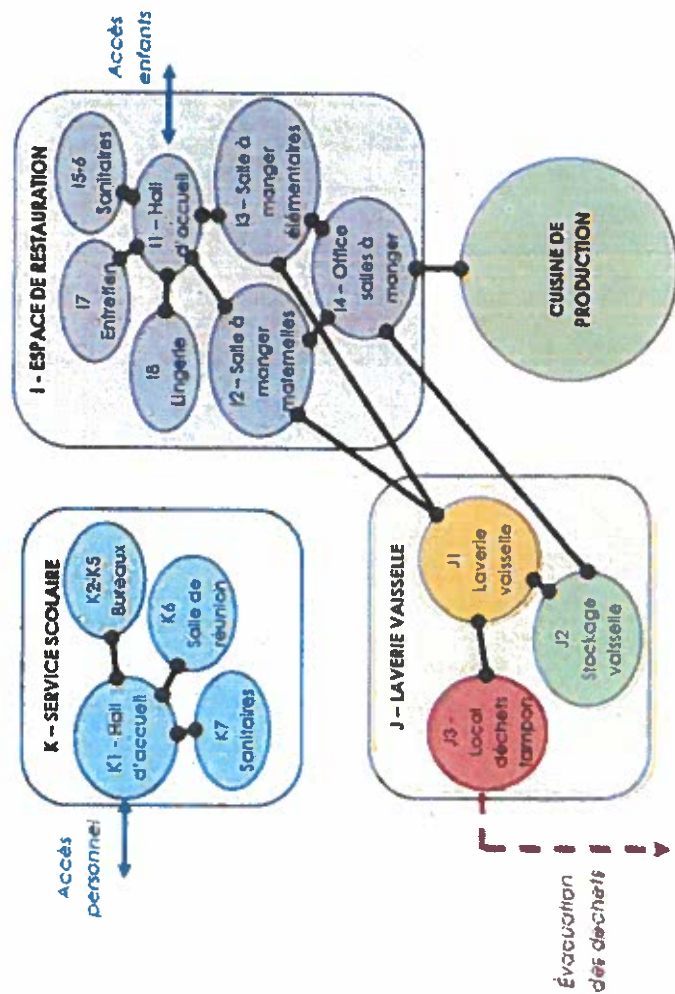 K – SERVICE SCOLAIRE
Accès
personnel
K1 - Hall
d'accueil
K2-K5
Bureaux
K6
Salle de
réunion
K7
Sanitaires
I - ESPACE DE RESTAURATION
Accès
enfants
I5-6
Sanitaires
I7
Entretien
I8
Lingerie
I1 – Hall
d'accueil
I2 – Salle à
manger
maternelles
I3 – Salle à
manger
élémentaires
I4 – Office
salles à
manger
CUISINE DE
PRODUCTION
J – LAVERIE VAISSELLE
J1
Laverie
vaisselle
J2
Stockage
vaisselle
J3 -
Local
déchets
tampon
Évacuation
des déchets